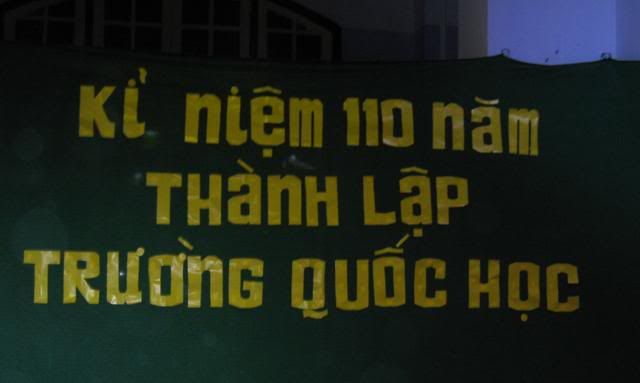 Kỉ niệm 110 năm
THÀNH LẬP
TRƯỜNG QUỐC HỌC